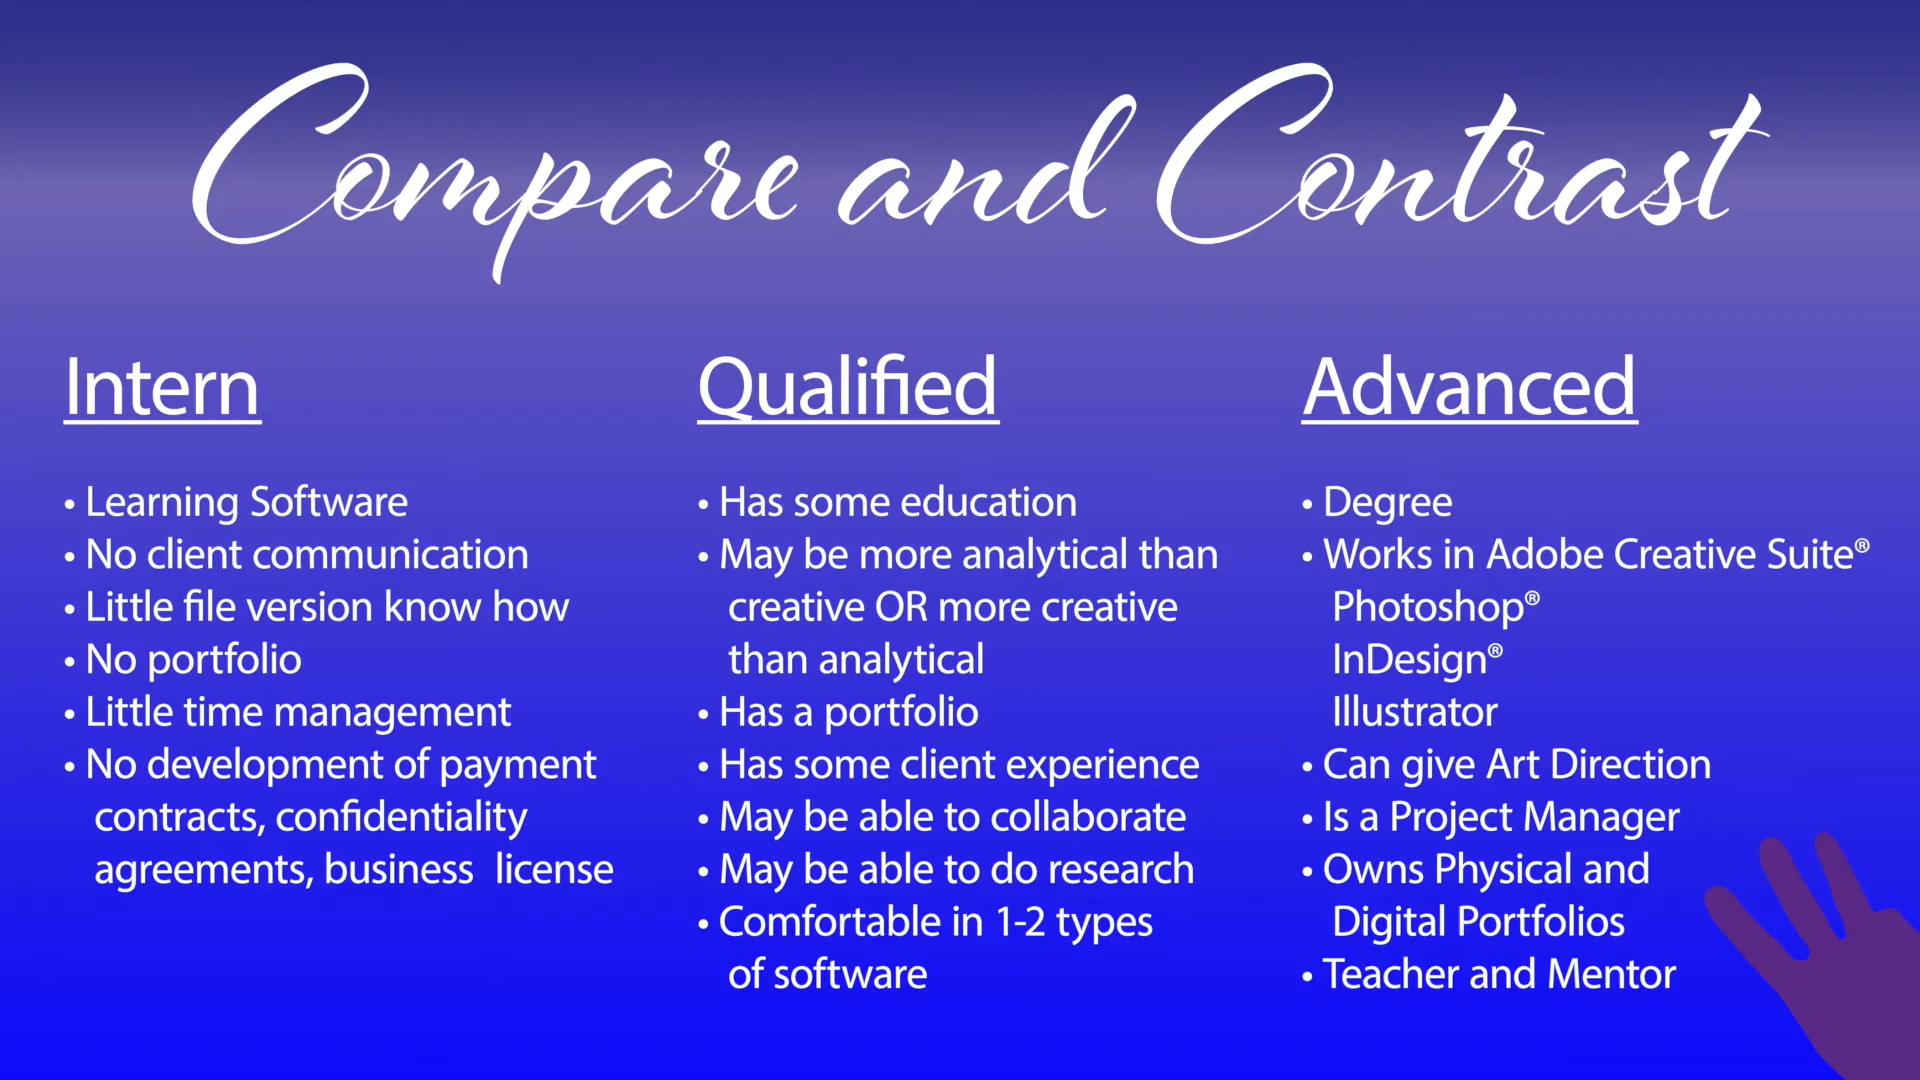 Compare and Contrast
Intern
• Learning Software
• No client communication
• Little file version know how
• No portfolio
• Little time management
• No development of payment
contracts, confidentiality
agreements, business  license
Qualified
• Has some education
• May be more analytical than
creative OR more creative
than analytical
• Has a portfolio
• Has some client experience
• May be able to collaborate
• May be able to do research
• Comfortable in 1-2 types
of software
Advanced
• Degree
• Works in Adobe Creative Suite®
Photoshop®
InDesign®
Illustrator
• Can give Art Direction
• Is a Project Manager
• Owns Physical and
Digital Portfolios
• Teacher and Mentor